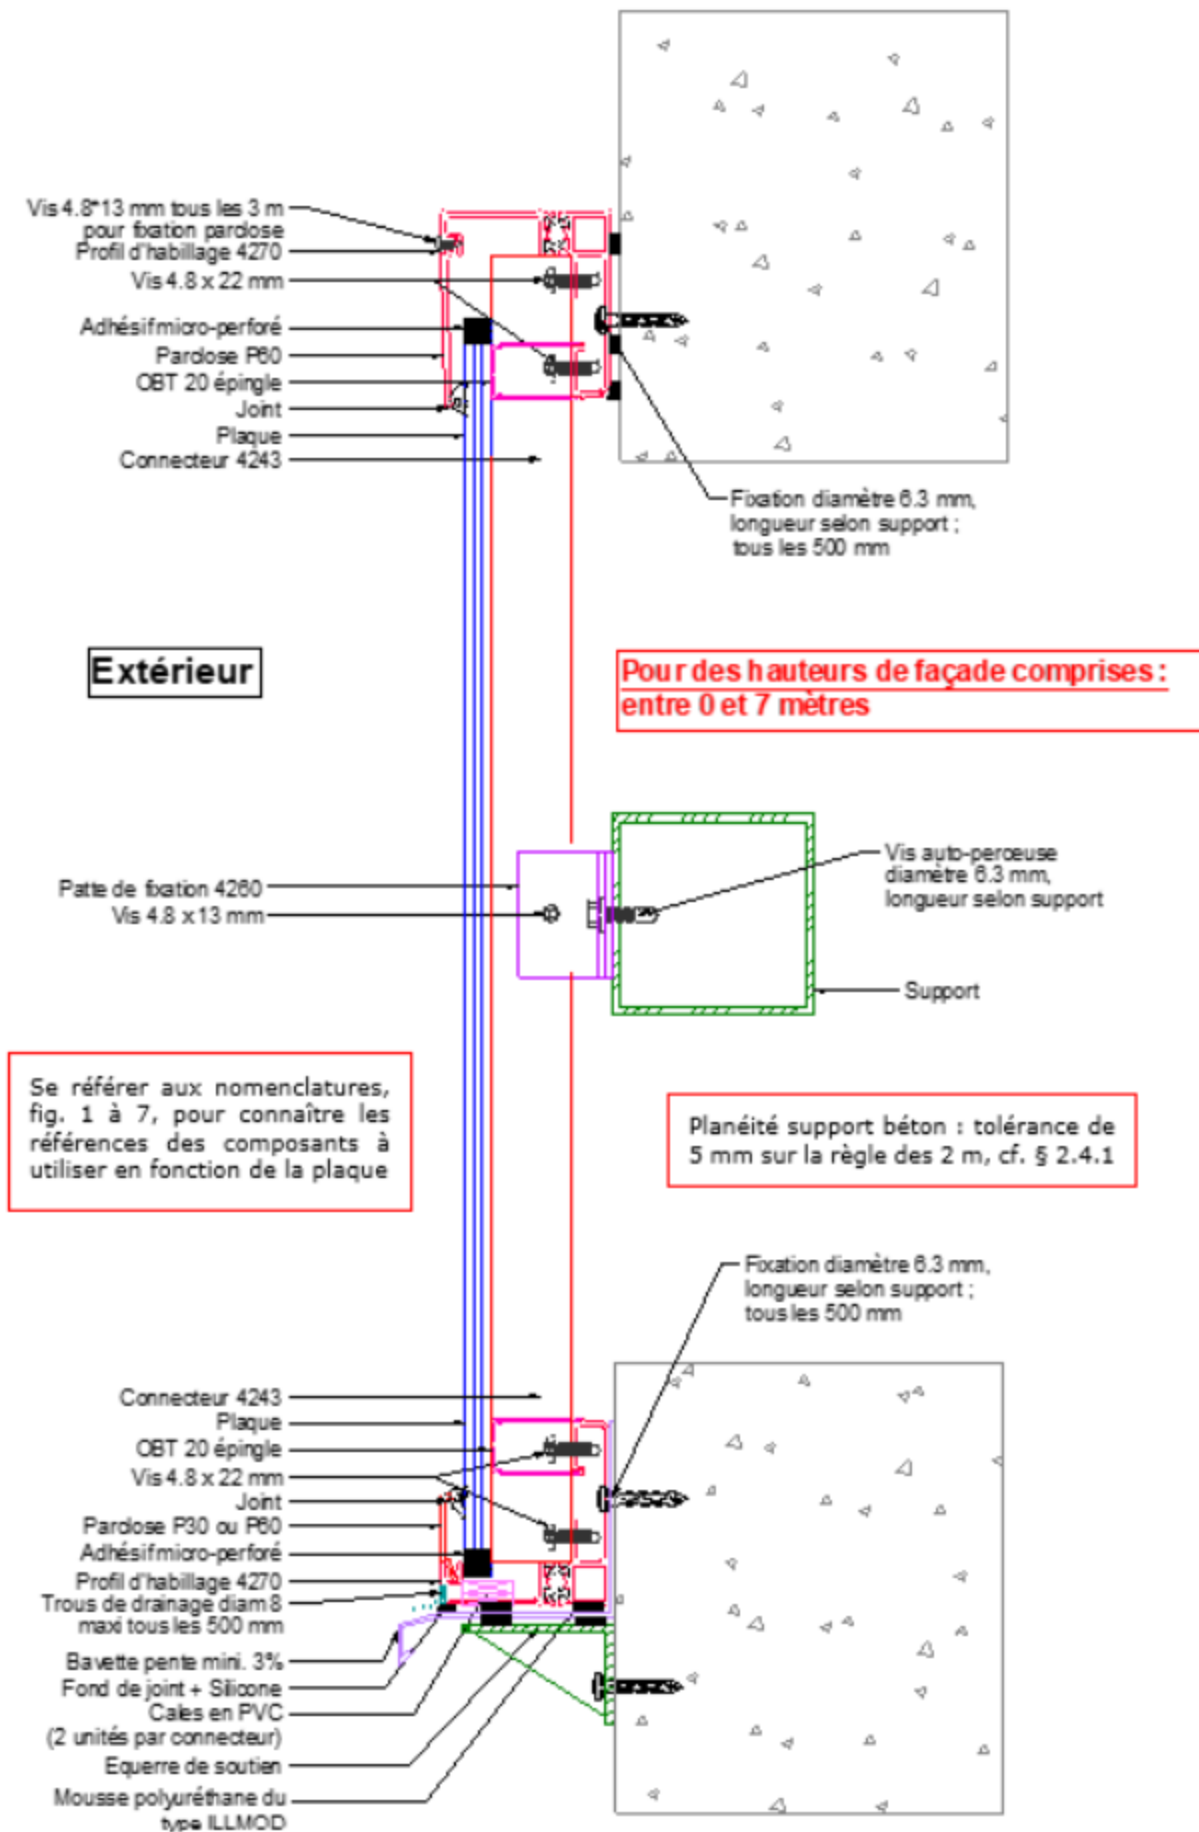 Vis 4.8*13 mm tous les 3 m
pour fixation parclose
Profil d'habillage 4270
Vis 4.8 x 22 mm
Adhésif micro-perforé
Parclose P60
OBT 20 épingle
Joint
Plaque
Connecteur 4243
Fixation diamètre 6.3 mm,
longueur selon support ;
tous les 500 mm
Extérieur
Pour des hauteurs de façade comprises :
entre 0 et 7 mètres
Patte de fixation 4260
Vis 4.8 x 13 mm
Vis auto-perceuse
diamètre 6.3 mm,
longueur selon support
Support
Se référer aux nomenclatures,
fig. 1 à 7, pour connaître les
références des composants à
utiliser en fonction de la plaque
Planéité support béton : tolérance de
5 mm sur la règle des 2 m, cf. § 2.4.1
Fixation diamètre 6.3 mm,
longueur selon support ;
tous les 500 mm
Connecteur 4243
Plaque
OBT 20 épingle
Vis 4.8 x 22 mm
Joint
Parclose P30 ou P60
Adhésif micro-perforé
Profil d'habillage 4270
Trous de drainage diam 8
maxi tous les 500 mm
Bavette pente mini. 3%
Fond de joint + Silicone
Cales en PVC
(2 unités par connecteur)
Equerre de soutien
Mousse polyuréthane du
type ILLMOD